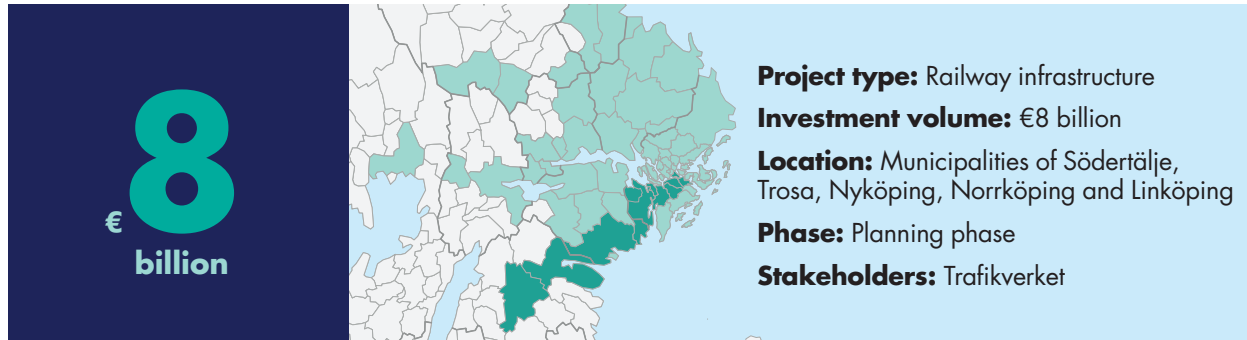 €8
billion
Project type: Railway infrastructure
Investment volume: €8 billion
Location: Municipalities of Södertälje,
Trosa, Nyköping, Norrköping and Linköping
Phase: Planning phase
Stakeholders: Trafikverket